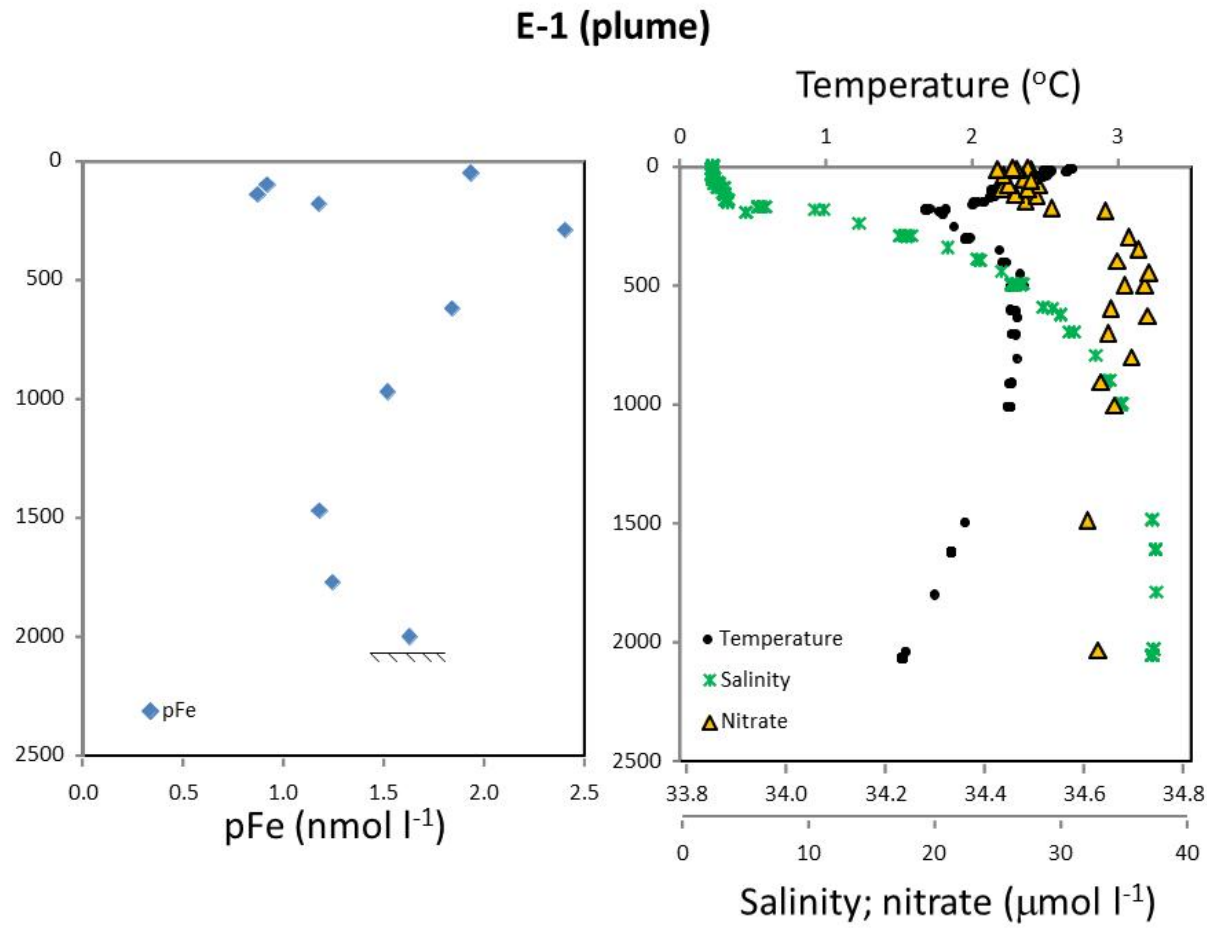 E-1 (plume)
0
500
1000
1500
2000
2500
pFe
0.0 0.5 1.0 1.5 2.0 2.5
pFe (nmol l-1)
Temperature (oC)
0 1 2 3
0
500
1000
1500
2000
2500
Temperature
Salinity
Nitrate
33.8 34.0 34.2 34.4 34.6 34.8
0 10 20 30 40
Salinity; nitrate (μmol l-1)